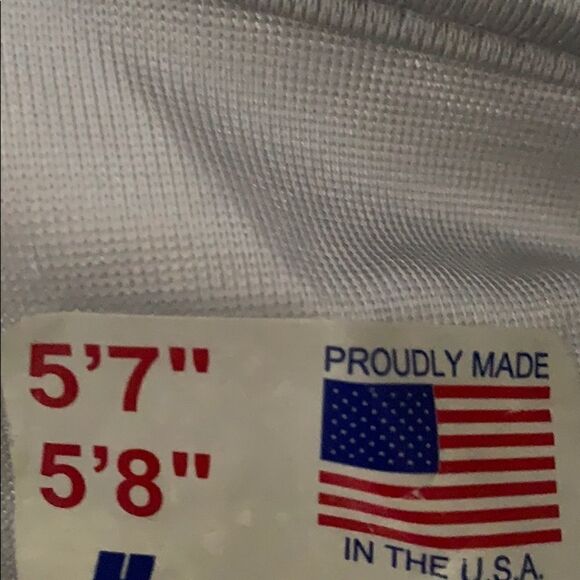 5'7"
5'8"
PROUDLY MADE
IN THE U.S.A.